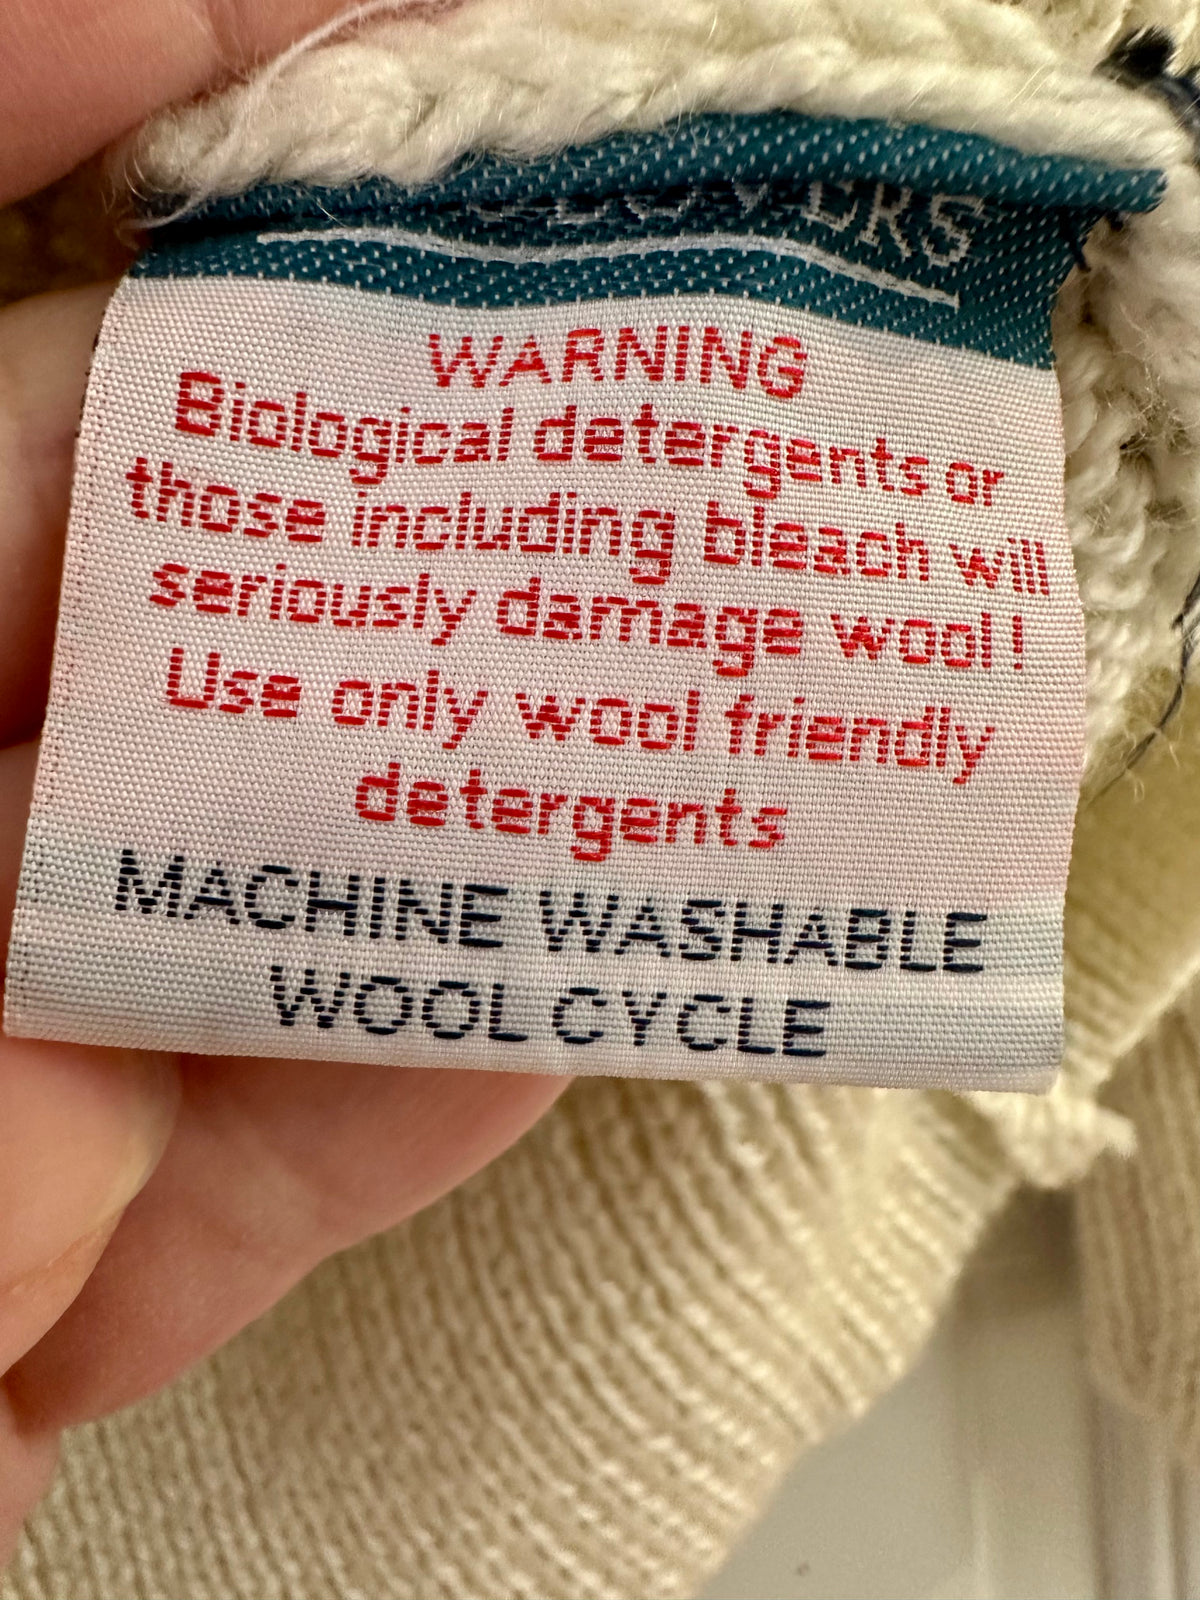 WARNING
Biological detergents or
those including bleach will
seriously damage wool!
Use only wool friendly
detergents
MACHINE WASHABLE
WOOL CYCLE